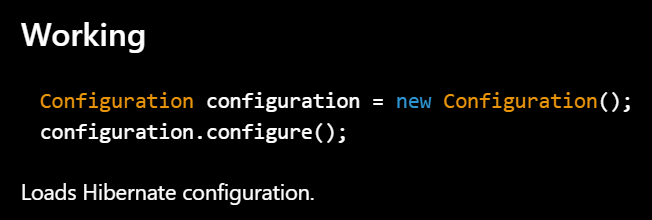 Working
Configuration configuration = new Configuration();
configuration.configure();
Loads Hibernate configuration.